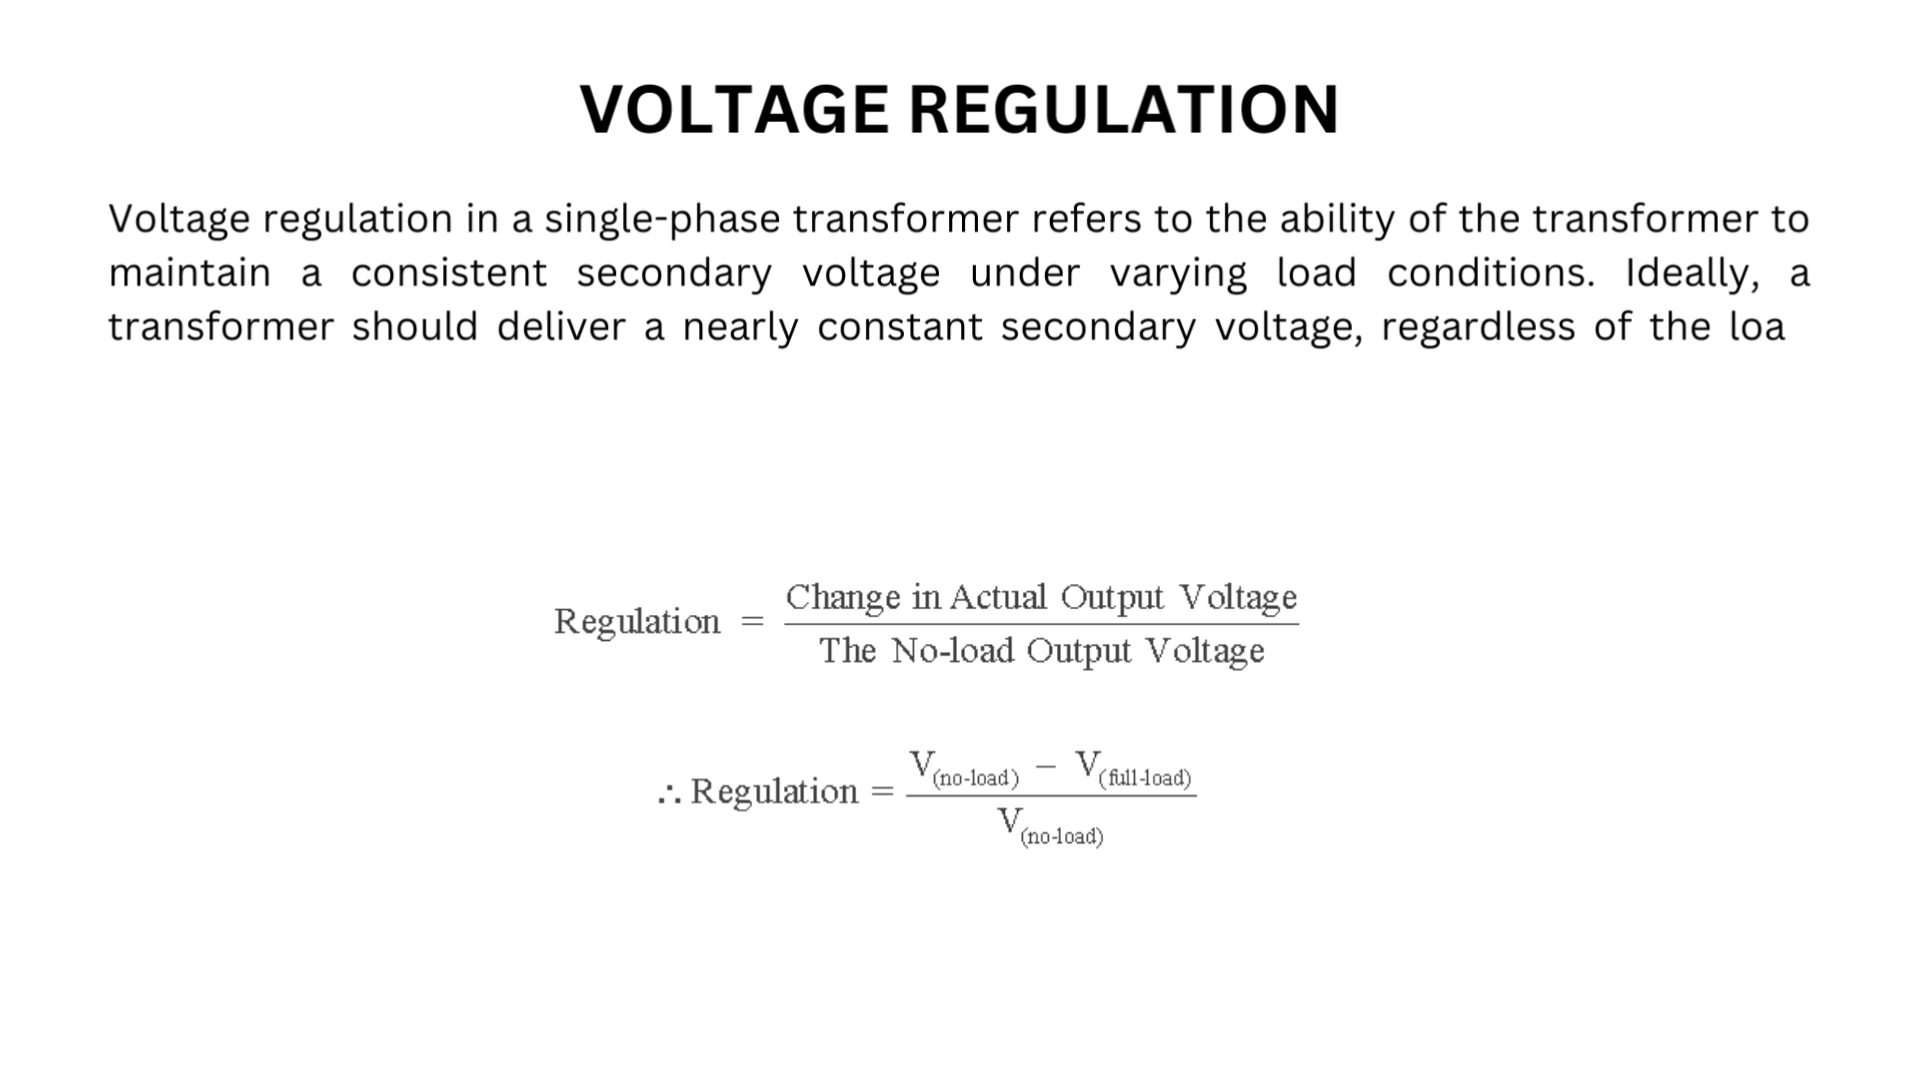 VOLTAGE REGULATION
Voltage regulation in a single-phase transformer refers to the ability of the transformer to
maintain a consistent secondary voltage under varying load conditions. Ideally, a
transformer should deliver a nearly constant secondary voltage, regardless of the loa
Regulation = Change in Actual Output Voltage / The No-load Output Voltage
∴ Regulation = V(no-load) − V(full-load) / V(no-load)